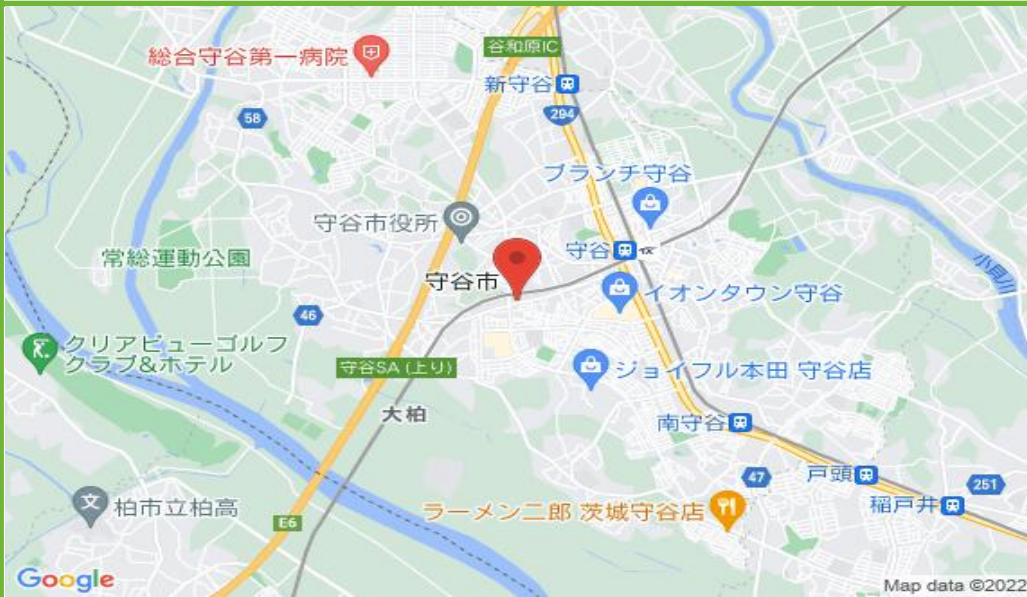 総合守谷第一病院
谷和原IC
新守谷
58
294
ブランチ守谷
守谷市役所
守谷
常総運動公園
守谷市
イオンタウン守谷
小貝川
46
クリアビューゴルフ
クラブ&ホテル
守谷SA (上り)
ジョイフル本田 守谷店
大柏
南守谷
47
戸頭
251
文
柏市立柏高
ラーメン二郎 茨城守谷店
稲戸井
E6
Google
Map data ©2022